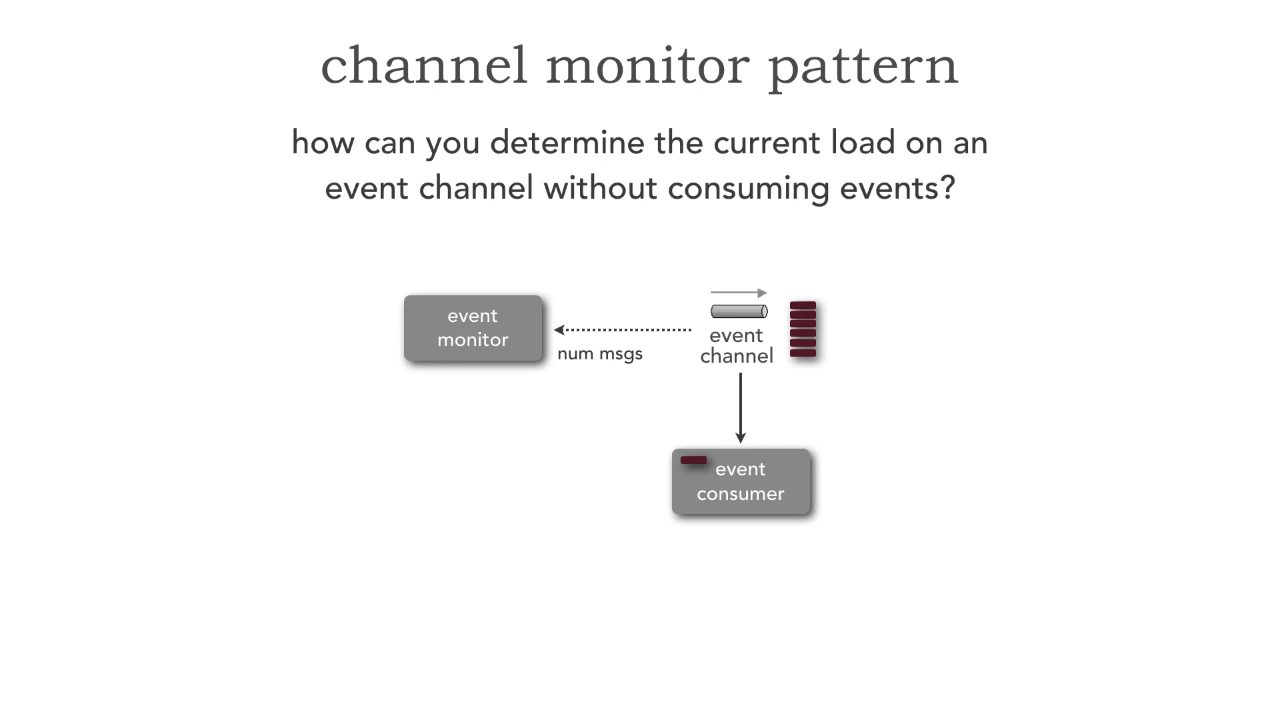 channel monitor pattern
how can you determine the current load on an
event channel without consuming events?
event
monitor
num msgs
event
channel
event
consumer